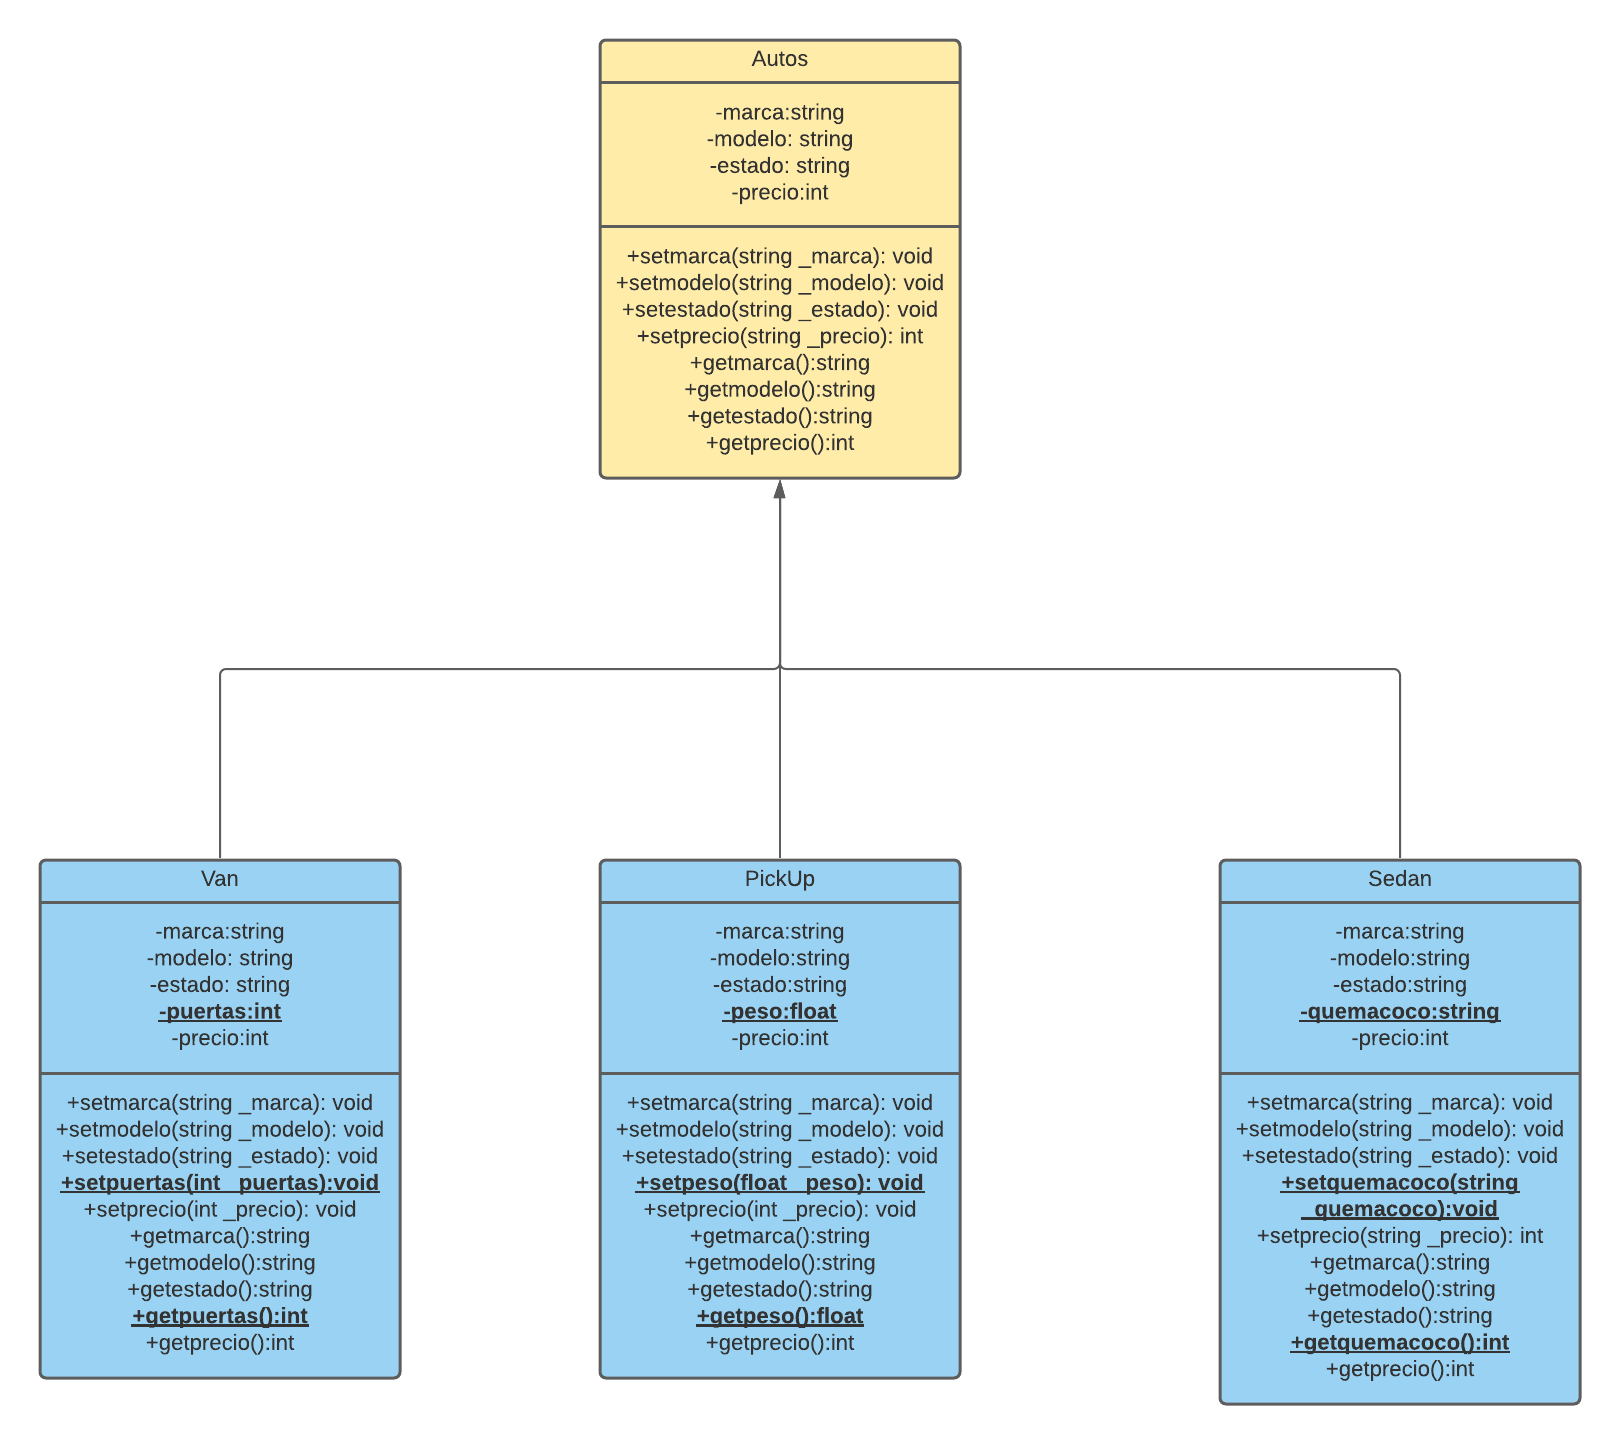 Autos
-marca:string
-modelo: string
-estado: string
-precio:int
+setmarca(string _marca): void
+setmodelo(string _modelo): void
+setestado(string _estado): void
+setprecio(string _precio): int
+getmarca():string
+getmodelo():string
+getestado():string
+getprecio():int
Van
-marca:string
-modelo: string
-estado: string
-puertas:int
-precio:int
+setmarca(string _marca): void
+setmodelo(string _modelo): void
+setestado(string _estado): void
+setpuertas(int _puertas):void
+setprecio(int _precio): void
+getmarca():string
+getmodelo():string
+getestado():string
+getpuertas():int
+getprecio():int
PickUp
-marca:string
-modelo:string
-estado:string
-peso:float
-precio:int
+setmarca(string _marca): void
+setmodelo(string _modelo): void
+setestado(string _estado): void
+setpeso(float _peso): void
+setprecio(int _precio): void
+getmarca():string
+getmodelo():string
+getestado():string
+getpeso():float
+getprecio():int
Sedan
-marca:string
-modelo:string
-estado:string
-quemacoco:string
-precio:int
+setmarca(string _marca): void
+setmodelo(string _modelo): void
+setestado(string _estado): void
+setquemacoco(string
_quemacoco):void
+setprecio(string _precio): int
+getmarca():string
+getmodelo():string
+getestado():string
+getquemacoco():int
+getprecio():int